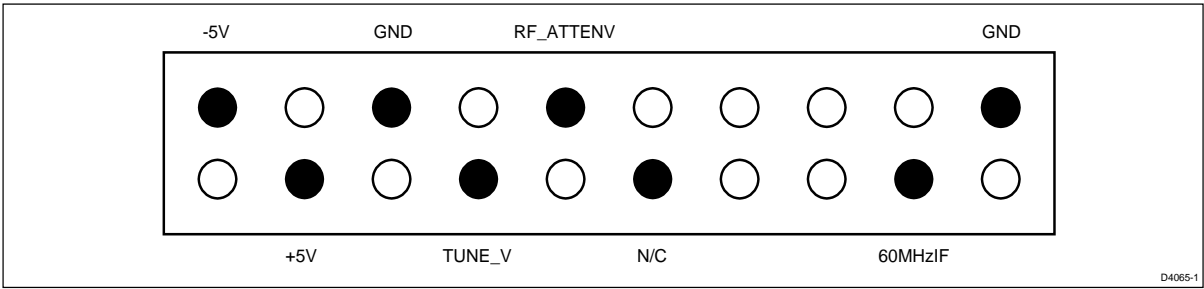 -5V GND RF_ATTENV GND
+5V TUNE_V N/C 60MHzIF
D4065-1